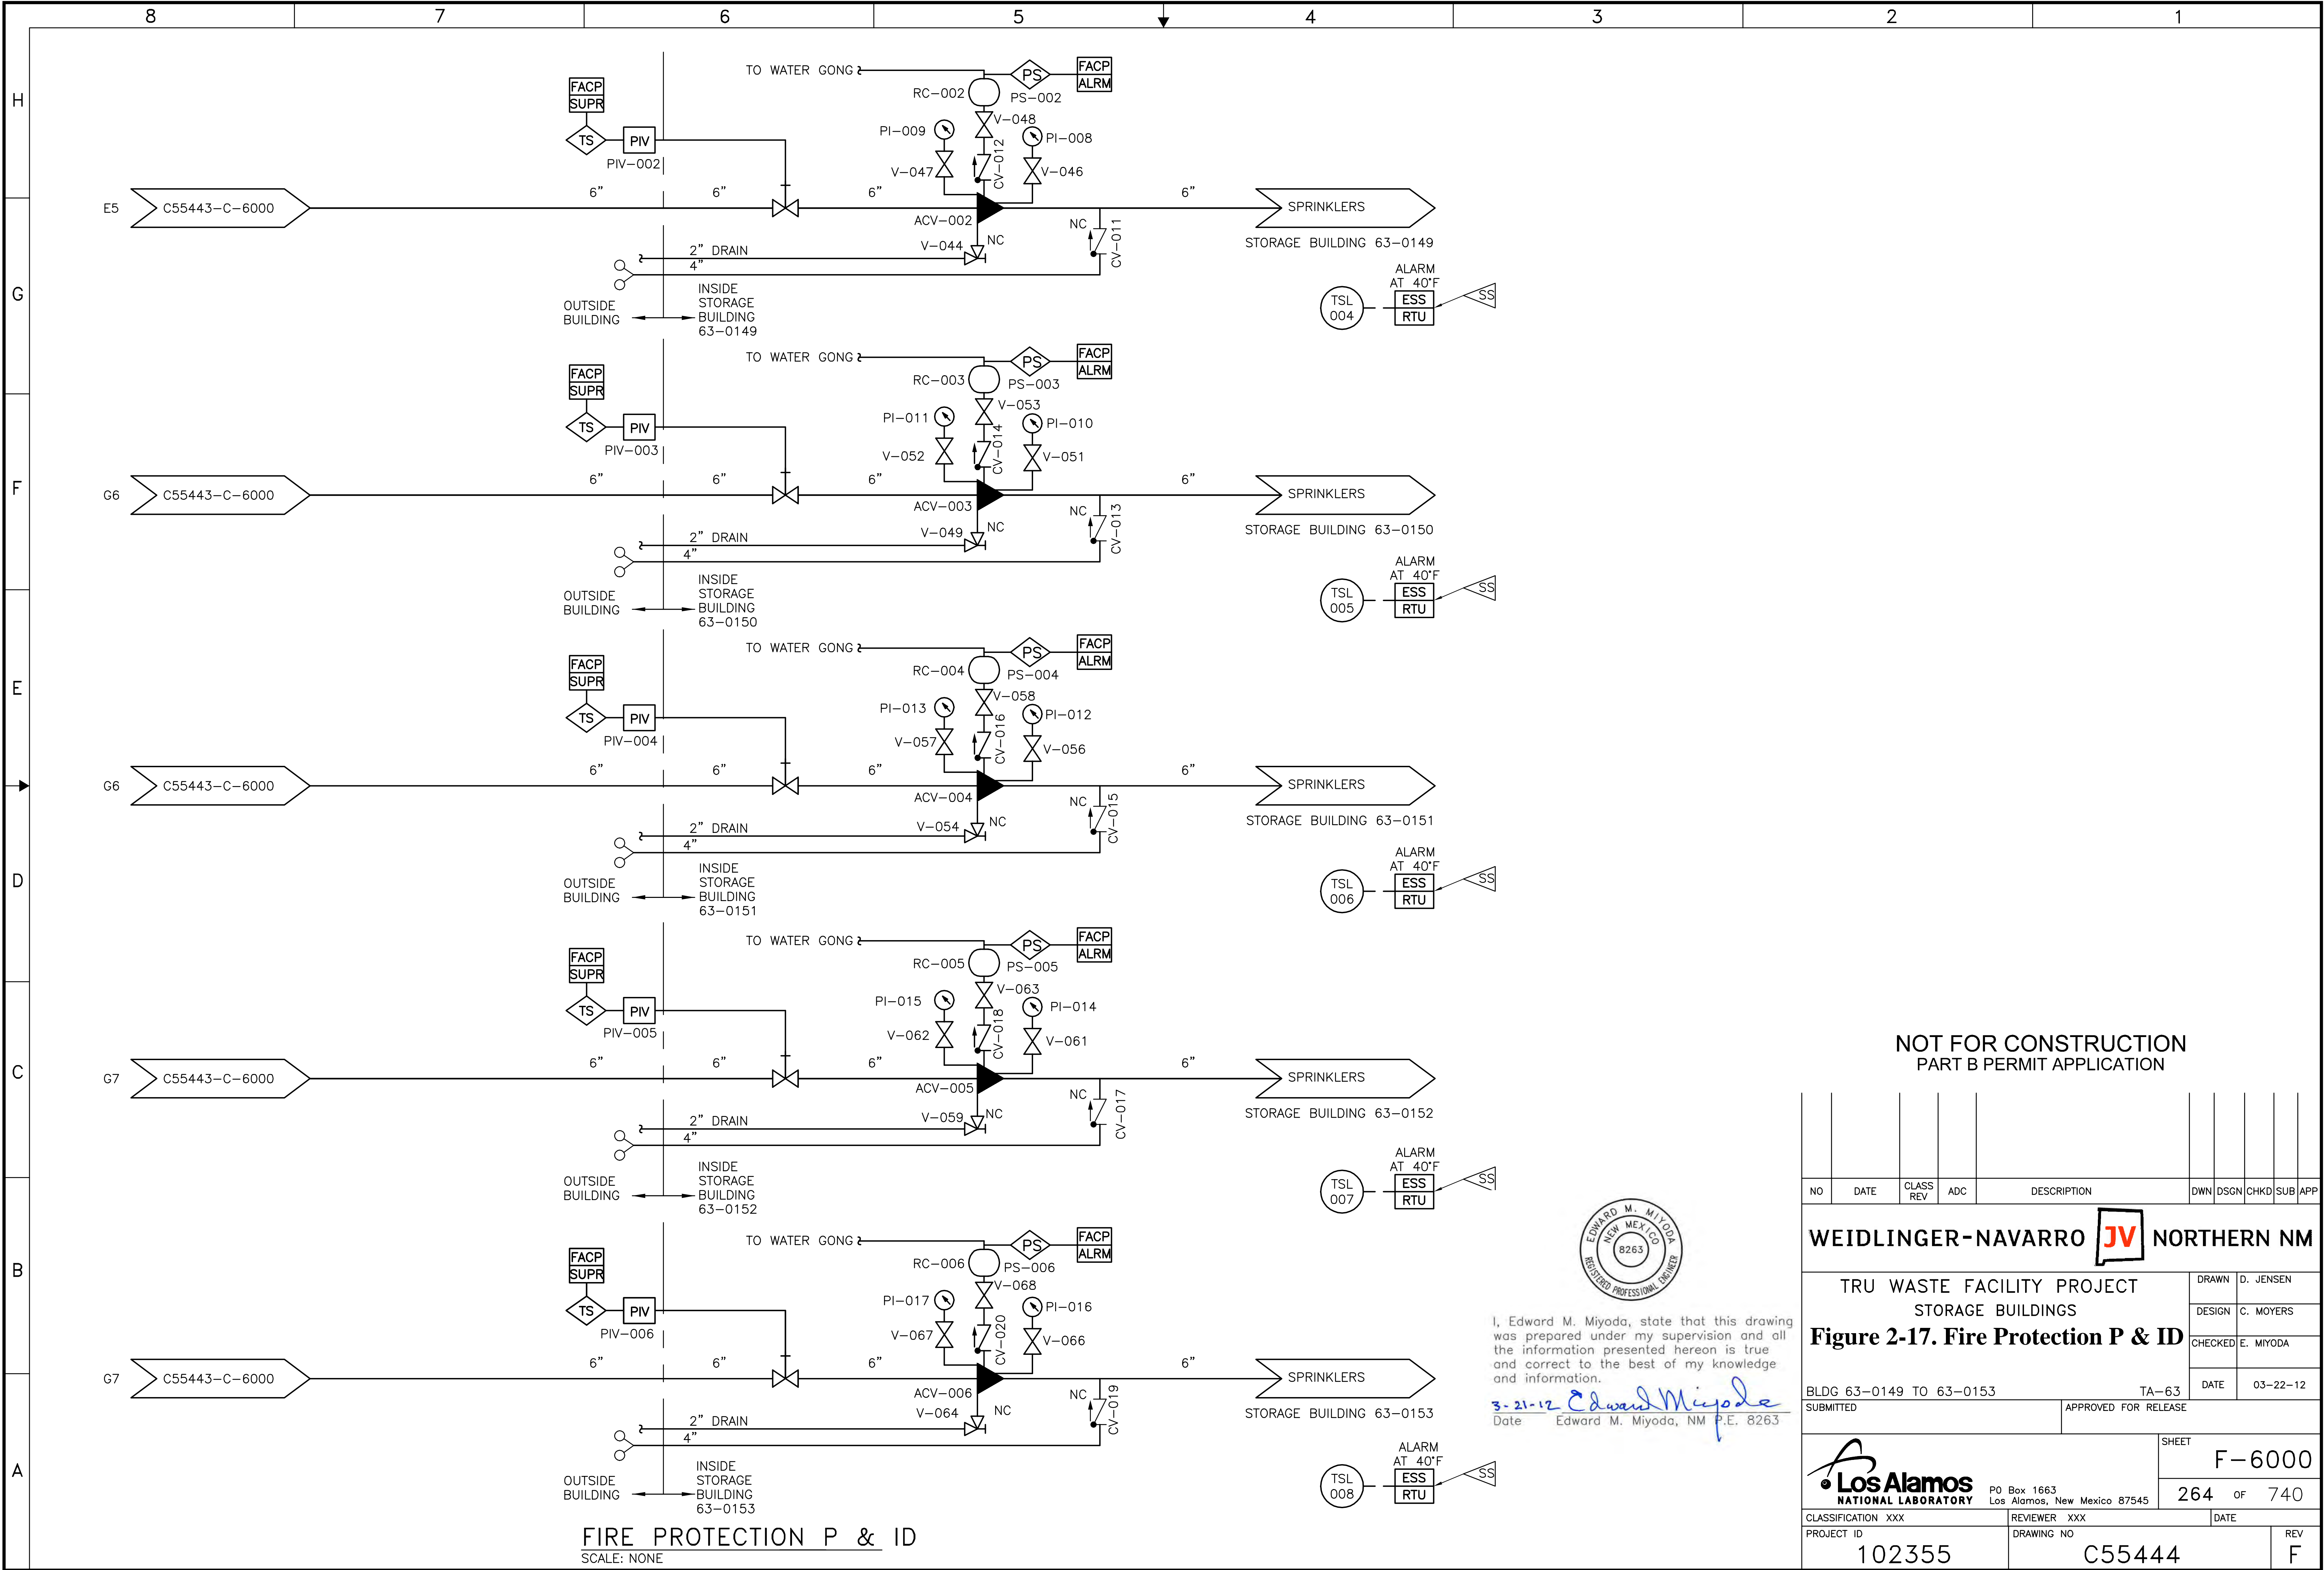 8 7 6 5 4 3 2 1
H
G
F
E
D
C
B
A
TO WATER GONG
FACP
SUPR
TS
PIV
PIV-002
RC-002
PS
PS-002
FACP
ALRM
V-048
PI-009
PI-008
CV-012
V-047
V-046
E5
C55443-C-6000
6" 6" 6" 6"
SPRINKLERS
ACV-002
NC
V-044
NC
CV-011
STORAGE BUILDING 63-0149
2" DRAIN
4"
OUTSIDE
BUILDING
INSIDE
STORAGE
BUILDING
63-0149
ALARM
AT 40°F
TSL
004
ESS
RTU
SS
TO WATER GONG
FACP
SUPR
TS
PIV
PIV-003
RC-003
PS
PS-003
FACP
ALRM
V-053
PI-011
PI-010
CV-014
V-052
V-051
G6
C55443-C-6000
6" 6" 6" 6"
SPRINKLERS
ACV-003
NC
V-049
NC
CV-013
STORAGE BUILDING 63-0150
2" DRAIN
4"
OUTSIDE
BUILDING
INSIDE
STORAGE
BUILDING
63-0150
ALARM
AT 40°F
TSL
005
ESS
RTU
SS
TO WATER GONG
FACP
SUPR
TS
PIV
PIV-004
RC-004
PS
PS-004
FACP
ALRM
V-058
PI-013
PI-012
CV-016
V-057
V-056
G6
C55443-C-6000
6" 6" 6" 6"
SPRINKLERS
ACV-004
NC
V-054
NC
CV-015
STORAGE BUILDING 63-0151
2" DRAIN
4"
OUTSIDE
BUILDING
INSIDE
STORAGE
BUILDING
63-0151
ALARM
AT 40°F
TSL
006
ESS
RTU
SS
TO WATER GONG
FACP
SUPR
TS
PIV
PIV-005
RC-005
PS
PS-005
FACP
ALRM
V-063
PI-015
PI-014
CV-018
V-062
V-061
G7
C55443-C-6000
6" 6" 6" 6"
SPRINKLERS
ACV-005
NC
V-059
NC
CV-017
STORAGE BUILDING 63-0152
2" DRAIN
4"
OUTSIDE
BUILDING
INSIDE
STORAGE
BUILDING
63-0152
ALARM
AT 40°F
TSL
007
ESS
RTU
SS
TO WATER GONG
FACP
SUPR
TS
PIV
PIV-006
RC-006
PS
PS-006
FACP
ALRM
V-068
PI-017
PI-016
CV-020
V-067
V-066
G7
C55443-C-6000
6" 6" 6" 6"
SPRINKLERS
ACV-006
NC
V-064
NC
CV-019
STORAGE BUILDING 63-0153
2" DRAIN
4"
OUTSIDE
BUILDING
INSIDE
STORAGE
BUILDING
63-0153
ALARM
AT 40°F
TSL
008
ESS
RTU
SS
FIRE PROTECTION P & ID
SCALE: NONE
EDWARD M. MIYODA
NEW MEXICO
8263
REGISTERED PROFESSIONAL ENGINEER
I, Edward M. Miyoda, state that this drawing
was prepared under my supervision and all
the information presented hereon is true
and correct to the best of my knowledge
and information.
3-21-12 Edward Miyoda
Date Edward M. Miyoda, NM P.E. 8263
NOT FOR CONSTRUCTION
PART B PERMIT APPLICATION
NO DATE CLASS REV ADC DESCRIPTION DWN DSGN CHKD SUB APP
WEIDLINGER-NAVARRO JV NORTHERN NM
TRU WASTE FACILITY PROJECT
STORAGE BUILDINGS
Figure 2-17. Fire Protection P & ID
BLDG 63-0149 TO 63-0153 TA-63
DRAWN D. JENSEN
DESIGN C. MOYERS
CHECKED E. MIYODA
DATE 03-22-12
SUBMITTED
APPROVED FOR RELEASE
Los Alamos
NATIONAL LABORATORY
PO Box 1663
Los Alamos, New Mexico 87545
SHEET
F-6000
264 OF 740
CLASSIFICATION XXX
REVIEWER XXX
DATE
PROJECT ID
102355
DRAWING NO
C55444
REV
F